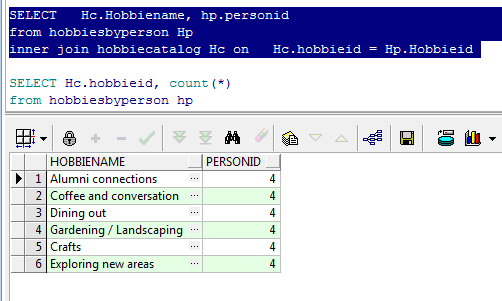 SELECT Hc.Hobbiename, hp.personid
from hobbiesbyperson Hp
inner join hobbiecatalog Hc on Hc.hobbieid = Hp.Hobbieid
SELECT Hc.hobbieid, count(*)
from hobbiesbyperson hp
HOBBIENAME PERSONID
1 Alumni connections ... 4
2 Coffee and conversation ... 4
3 Dining out ... 4
4 Gardening / Landscaping ... 4
5 Crafts ... 4
6 Exploring new areas ... 4